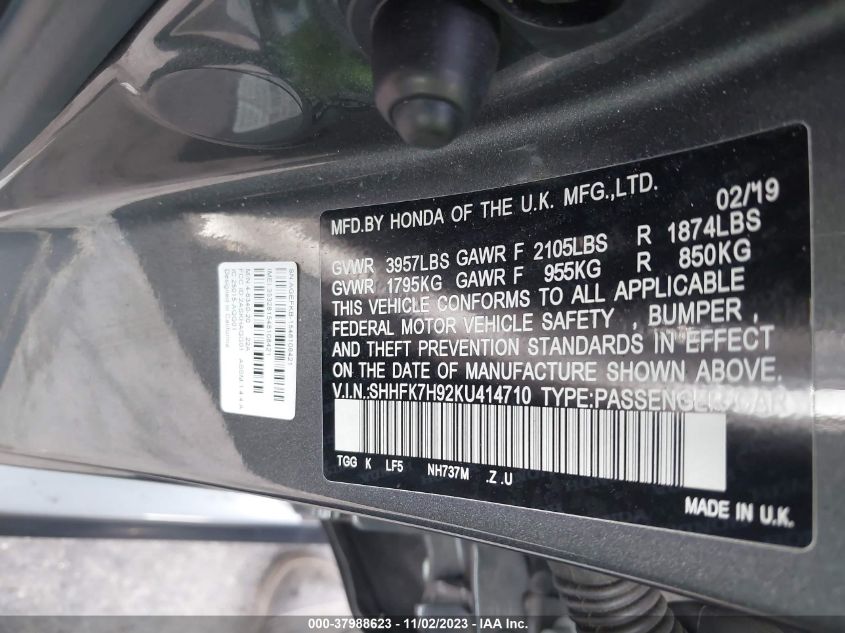 MFD.BY HONDA OF THE U.K. MFG.,LTD. 02/'19
GVWR 3957LBS GAWR F 2105LBS R 1874LBS
GVWR 1795KG GAWR F 955KG R 850KG
THIS VEHICLE CONFORMS TO ALL APPLICABLE
FEDERAL MOTOR VEHICLE SAFETY , BUMPER ,
AND THEFT PREVENTION STANDARDS IN EFFECT
ON THE DATE OF MANUFACTURE SHOWN ABOVE.
V.I.N.:SHHFK7H92KU414710 TYPE:PASSENGER CAR
TGG K LF5 NH737M .Z .U
MADE IN U.K.
Designed in California
000-37988623 - 11/02/2023 - © IAA Inc.